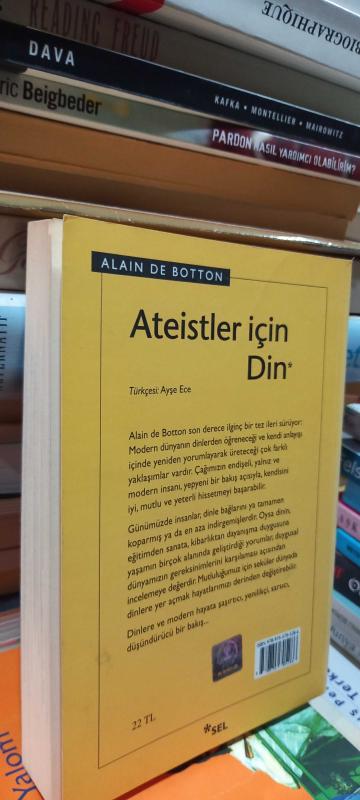 BIOGRAPHIQUE
READING FREUD
DAVA
KAFKA • MONTELLIER • MAIROWITZ
ric Beigbeder
PARDON NASIL YARDIMCI OLABİLİRİM?
ALAIN DE BOTTON
Ateistler için
Din*
Türkçesi: Ayşe Ece
Alain de Botton son derece ilginç bir tez ileri sürüyor:
Modern dünyanın dinlerden öğreneceği ve kendi anlayışı
içinde yeniden yorumlayarak üreteceği çok farklı
yaklaşımlar vardır. Çağımızın endişeli, yalnız ve
modern insanı, yepyeni bir bakış açısıyla, kendisini
iyi, mutlu ve yeterli hissetmeyi başarabilir.
Günümüzde insanlar, dinle bağlarını ya tamamen
koparmış ya da en aza indirgemişlerdir. Oysa dinin,
eğitimden sanata, kibarlıktan dayanışma duygusuna
yaşamın birçok alanında geliştirdiği yorumlar, duygusal
dünyamızın gereksinimlerini karşılaması açısından
incelemeye değerdir. Mutluluğumuz için seküler dünyada
dinlere yer açmak hayatlarımızı derinden değiştirebilir.
Dinlere ve modern hayata şaşırtıcı, yenilikçi, sarsıcı,
düşündürücü bir bakış...
22 TL
*SEL
Yalom